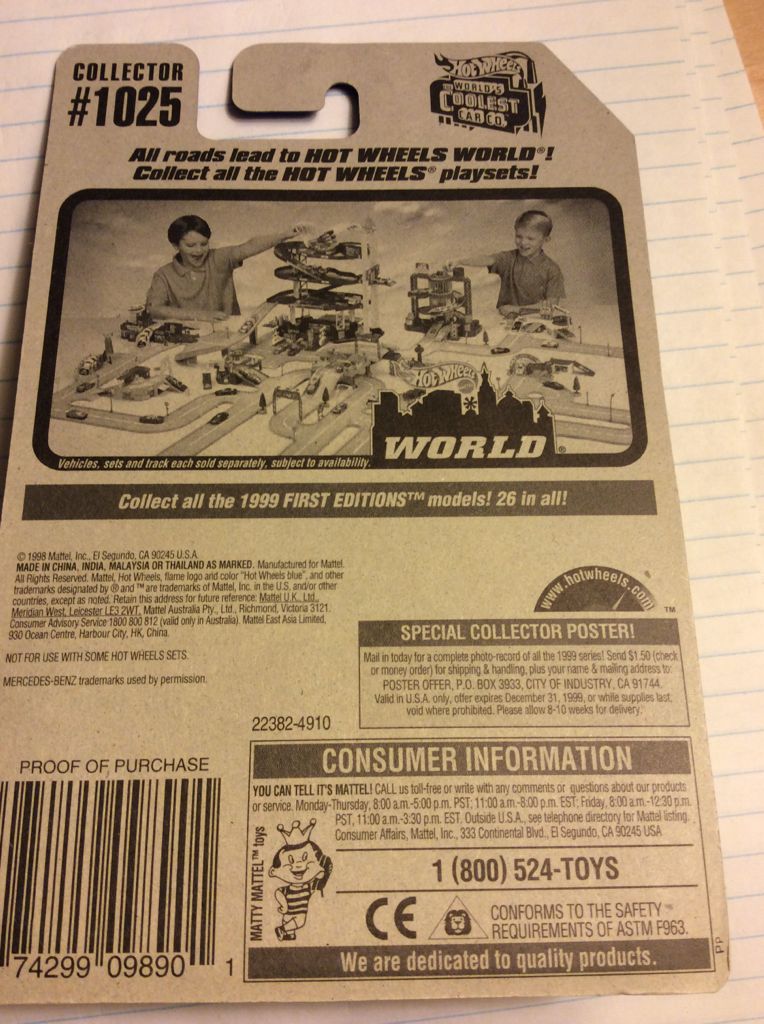 COLLECTOR
#1025
HOT WHEELS
THE WORLD'S
COOLEST
CAR CO.
All roads lead to HOT WHEELS WORLD®!
Collect all the HOT WHEELS® playsets!
HOT WHEELS
WORLD®
Vehicles, sets and track each sold separately, subject to availability.
Collect all the 1999 FIRST EDITIONS™ models! 26 in all!
© 1998 Mattel, Inc., El Segundo, CA 90245 U.S.A.
MADE IN CHINA, INDIA, MALAYSIA OR THAILAND AS MARKED. Manufactured for Mattel.
All Rights Reserved. Mattel, Hot Wheels, flame logo and color "Hot Wheels blue", and other
trademarks designated by ® and ™ are trademarks of Mattel, Inc. in the U.S. and/or other
countries, except as noted. Retain this address for future reference: Mattel U.K. Ltd.,
Meridian West, Leicester LE3 2WT. Mattel Australia Pty., Ltd., Richmond, Victoria 3121.
Consumer Advisory Service 1800 800 812 (valid only in Australia). Mattel East Asia Limited,
930 Ocean Centre, Harbour City, HK, China.
NOT FOR USE WITH SOME HOT WHEELS SETS.
MERCEDES-BENZ trademarks used by permission.
www.hotwheels.com ™
SPECIAL COLLECTOR POSTER!
Mail in today for a complete photo-record of all the 1999 series! Send $1.50 (check
or money order) for shipping & handling, plus your name & mailing address to:
POSTER OFFER, P.O. BOX 3933, CITY OF INDUSTRY, CA 91744.
Valid in U.S.A. only, offer expires December 31, 1999, or while supplies last,
void where prohibited. Please allow 8-10 weeks for delivery.
22382-4910
PROOF OF PURCHASE
74299 09890 1
CONSUMER INFORMATION
YOU CAN TELL IT'S MATTEL! CALL us toll-free or write with any comments or questions about our products
or service. Monday-Thursday, 8:00 a.m.-5:00 p.m. PST; 11:00 a.m.-8:00 p.m. EST; Friday, 8:00 a.m.-12:30 p.m.
PST, 11:00 a.m.-3:30 p.m. EST. Outside U.S.A., see telephone directory for Mattel listing.
Consumer Affairs, Mattel, Inc., 333 Continental Blvd., El Segundo, CA 90245 USA
MATTY MATTEL™ toys
1 (800) 524-TOYS
CE
CONFORMS TO THE SAFETY
REQUIREMENTS OF ASTM F963.
We are dedicated to quality products.
PP